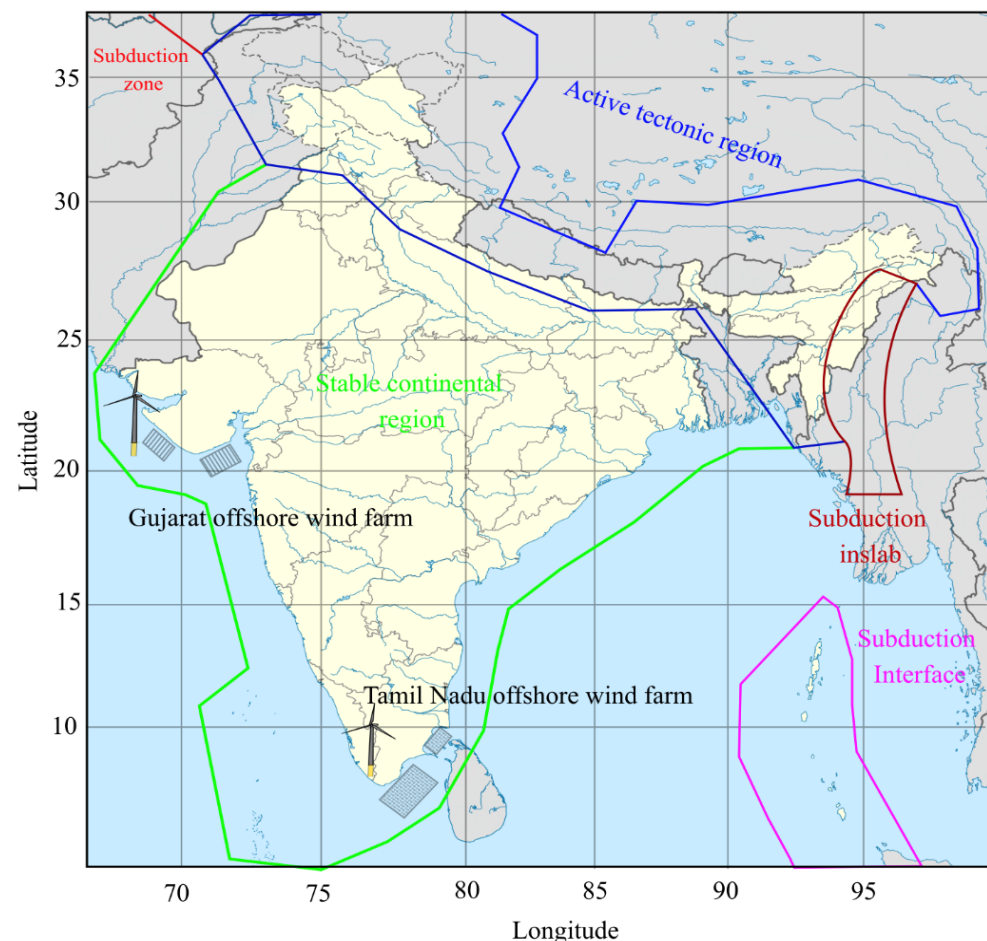 Subduction
zone
Active tectonic region
35
30
25
20
15
10
Latitude
Stable continental
region
Gujarat offshore wind farm
Subduction
inslab
Subduction
Interface
Tamil Nadu offshore wind farm
70
75
80
85
90
95
Longitude